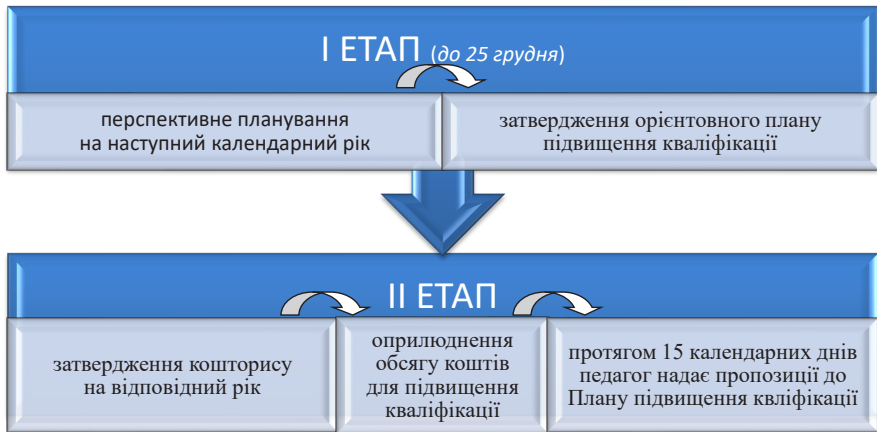 І ЕТАП (до 25 грудня)
перспективне планування
на наступний календарний рік
затвердження орієнтовного плану
підвищення кваліфікації
ІІ ЕТАП
затвердження кошторису
на відповідний рік
оприлюднення
обсягу коштів
для підвищення
кваліфікації
протягом 15 календарних днів
педагог надає пропозиції до
Плану підвищення квліфікації